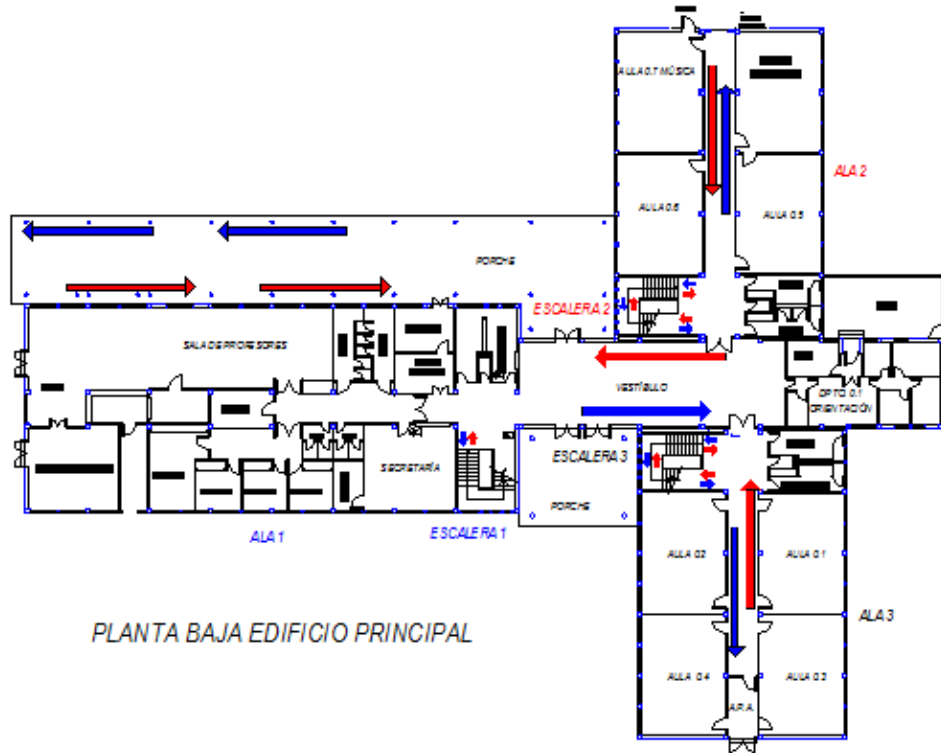 AULA 0.7 MÚSICA
ALA 2
AULA 0.6
AULA 0.5
PORCHE
ESCALERA 2
SALA DE PROFESORES
VESTÍBULO
DPTO 0.1
ORIENTACIÓN
SECRETARÍA
ESCALERA 3
PORCHE
ALA 1
ESCALERA 1
AULA 0.2
AULA 0.1
ALA 3
PLANTA BAJA EDIFICIO PRINCIPAL
AULA 0.4
AULA 0.3
A.P.A.